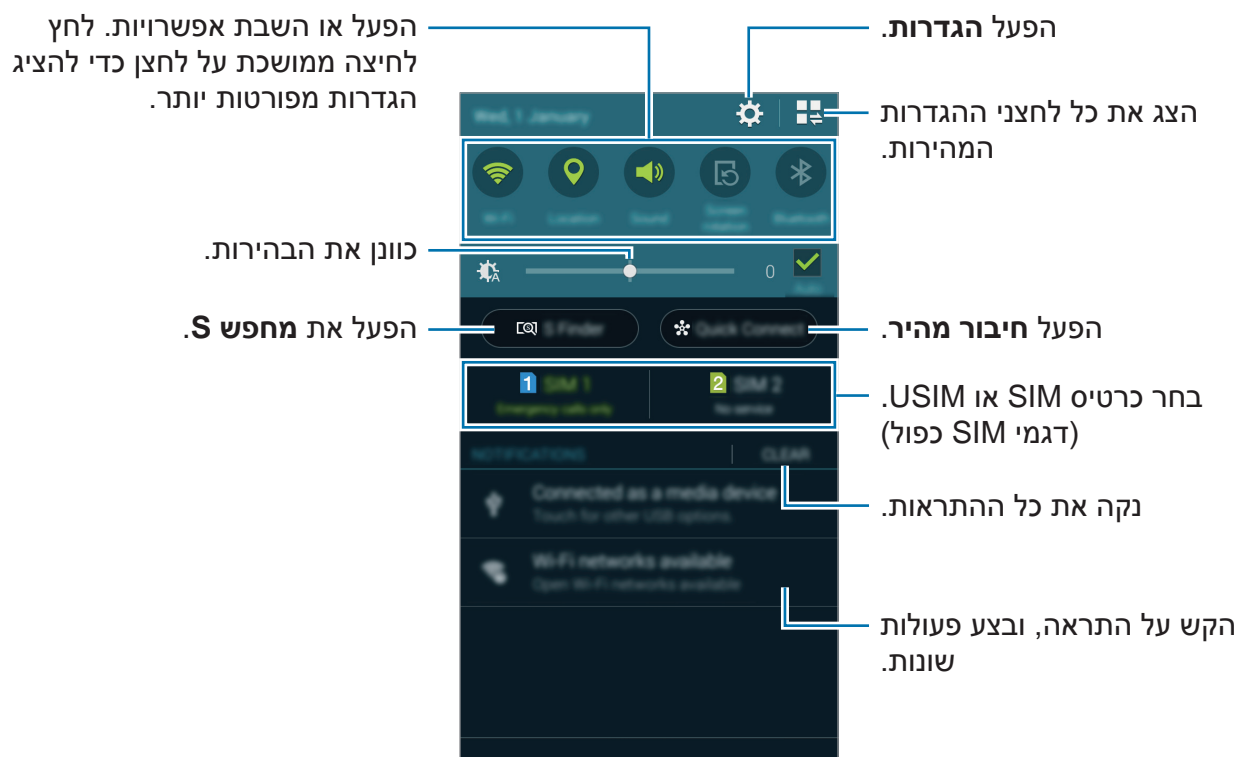 הפעל הגדרות.
הפעל או השבת אפשרויות. לחץ
לחיצה ממושכת על לחצן כדי להציג
הגדרות מפורטות יותר.
הצג את כל לחצני ההגדרות
המהירות.
Wed, 1 January
Wi-Fi
Location
Sound
Screen
rotation
Bluetooth
כוונן את הבהירות.
0
Auto
הפעל חיבור מהיר.
הפעל את מחפש S.
S Finder
Quick Connect
בחר כרטיס SIM או USIM.
(דגמי SIM כפול)
1 SIM 1
Emergency calls only
2 SIM 2
No service
NOTIFICATIONS
CLEAR
נקה את כל ההתראות.
Connected as a media device
Touch for other USB options
Wi-Fi networks available
Open Wi-Fi networks available
הקש על התראה, ובצע פעולות
שונות.